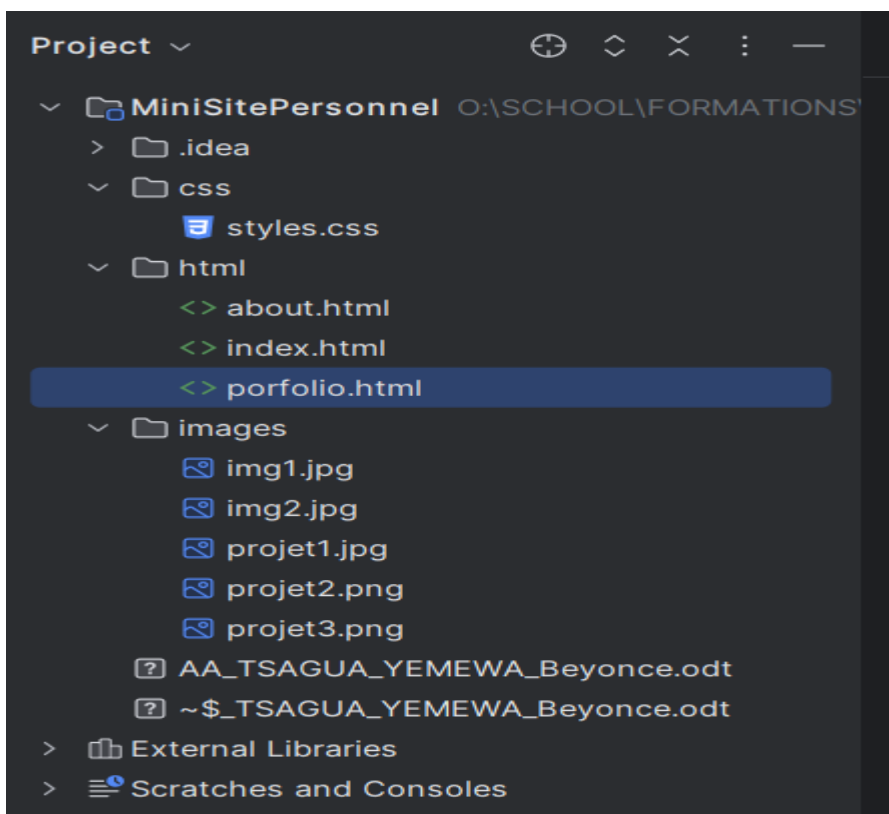 Project
MiniSitePersonnel O:\SCHOOL\FORMATIONS\
.idea
css
styles.css
html
about.html
index.html
porfolio.html
images
img1.jpg
img2.jpg
projet1.jpg
projet2.png
projet3.png
AA_TSAGUA_YEMEWA_Beyonce.odt
~$_TSAGUA_YEMEWA_Beyonce.odt
External Libraries
Scratches and Consoles